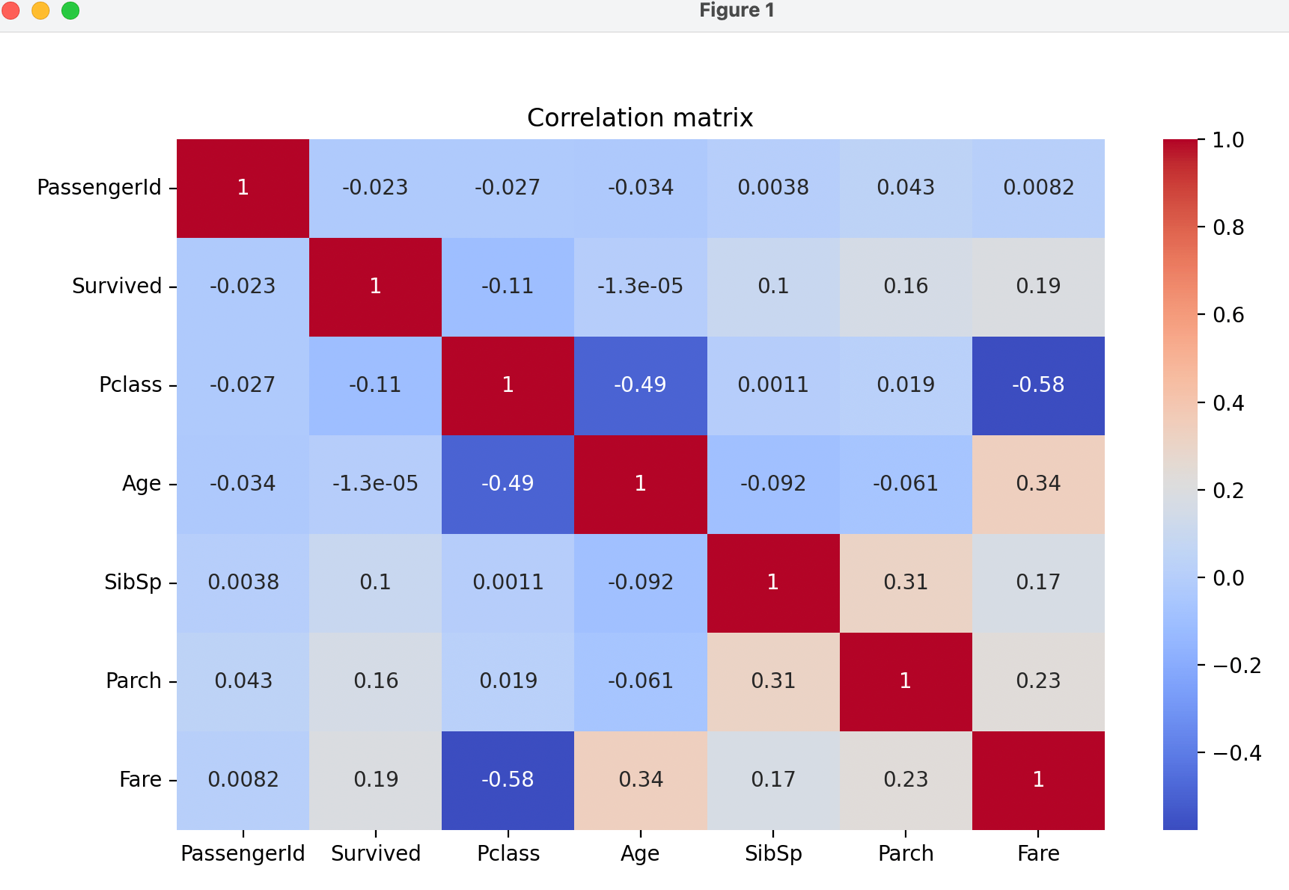 Figure 1
Correlation matrix
PassengerId 1 -0.023 -0.027 -0.034 0.0038 0.043 0.0082
Survived -0.023 1 -0.11 -1.3e-05 0.1 0.16 0.19
Pclass -0.027 -0.11 1 -0.49 0.0011 0.019 -0.58
Age -0.034 -1.3e-05 -0.49 1 -0.092 -0.061 0.34
SibSp 0.0038 0.1 0.0011 -0.092 1 0.31 0.17
Parch 0.043 0.16 0.019 -0.061 0.31 1 0.23
Fare 0.0082 0.19 -0.58 0.34 0.17 0.23 1
PassengerId Survived Pclass Age SibSp Parch Fare
1.0
0.8
0.6
0.4
0.2
0.0
−0.2
−0.4